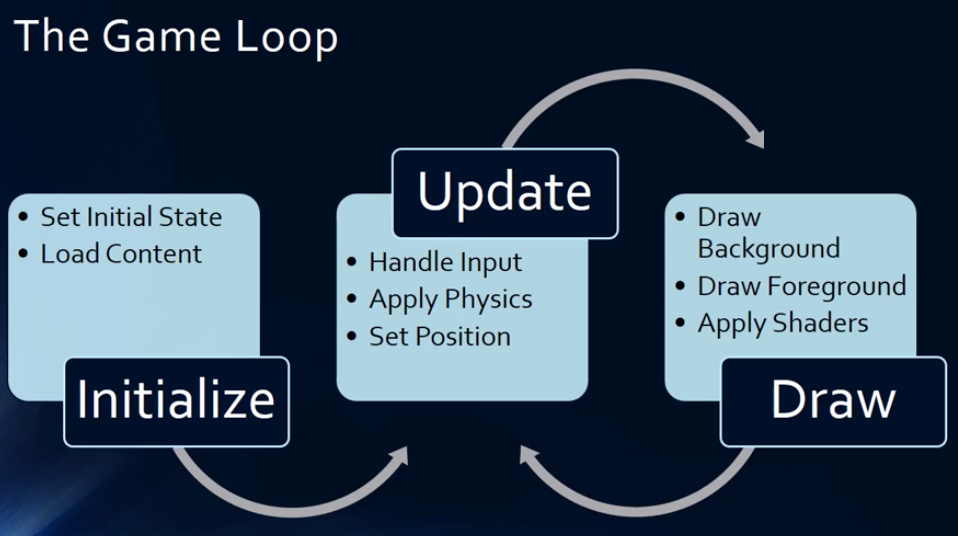 The Game Loop
• Set Initial State
• Load Content
Initialize
Update
• Handle Input
• Apply Physics
• Set Position
• Draw
Background
• Draw Foreground
• Apply Shaders
Draw